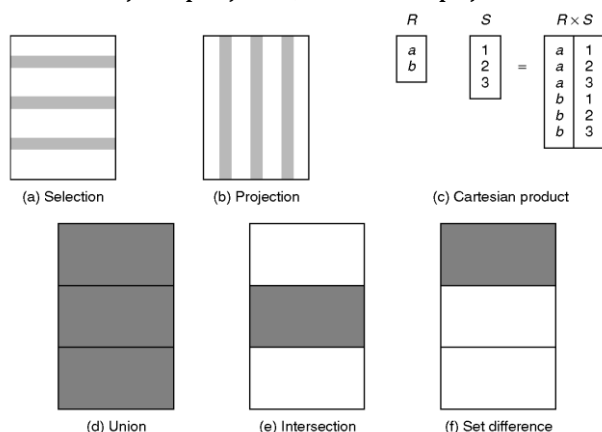 R S R × S
a 1 a 1
b 2 = a 2
3 a 3
b 1
b 2
b 3
(a) Selection (b) Projection (c) Cartesian product
(d) Union (e) Intersection (f) Set difference